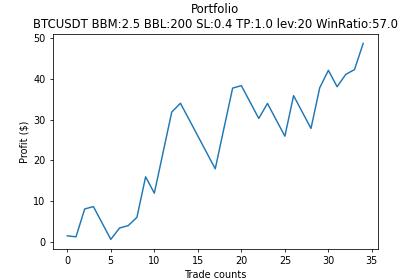 Portfolio
BTCUSDT BBM:2.5 BBL:200 SL:0.4 TP:1.0 lev:20 WinRatio:57.0
50
40
30
20
10
0
Profit ($)
0 5 10 15 20 25 30 35
Trade counts